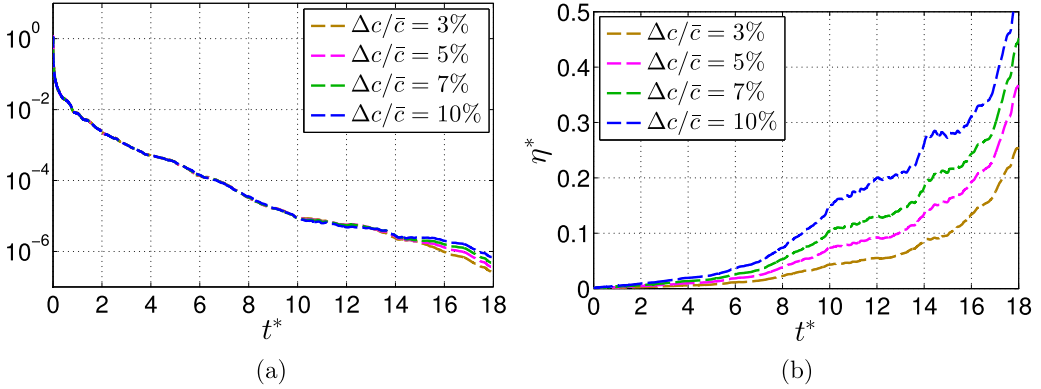 10^0
10^{-2}
10^{-4}
10^{-6}
0 2 4 6 8 10 12 14 16 18
t^*
Δc/c̄ = 3%
Δc/c̄ = 5%
Δc/c̄ = 7%
Δc/c̄ = 10%
(a)
0.5
0.4
0.3
0.2
0.1
0
η^*
0 2 4 6 8 10 12 14 16 18
t^*
Δc/c̄ = 3%
Δc/c̄ = 5%
Δc/c̄ = 7%
Δc/c̄ = 10%
(b)